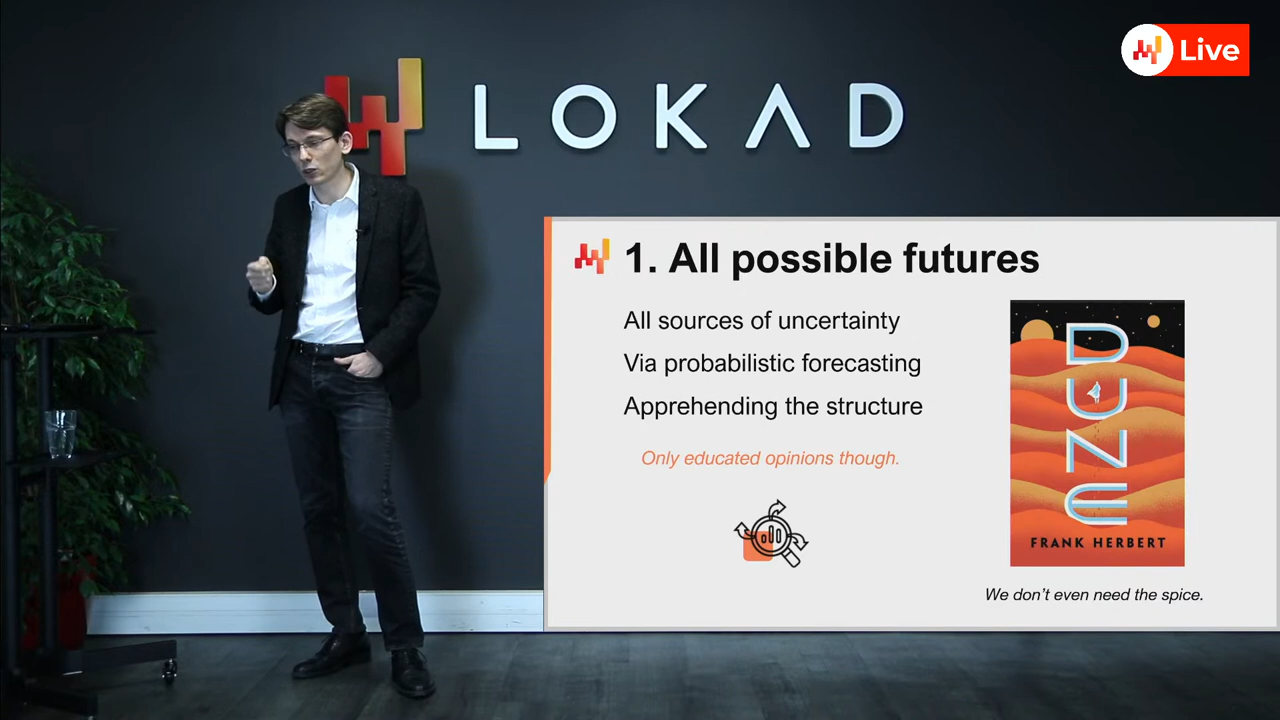 Live
LOKAD
1. All possible futures
All sources of uncertainty
Via probabilistic forecasting
Apprehending the structure
Only educated opinions though.
DUNE
FRANK HERBERT
We don't even need the spice.